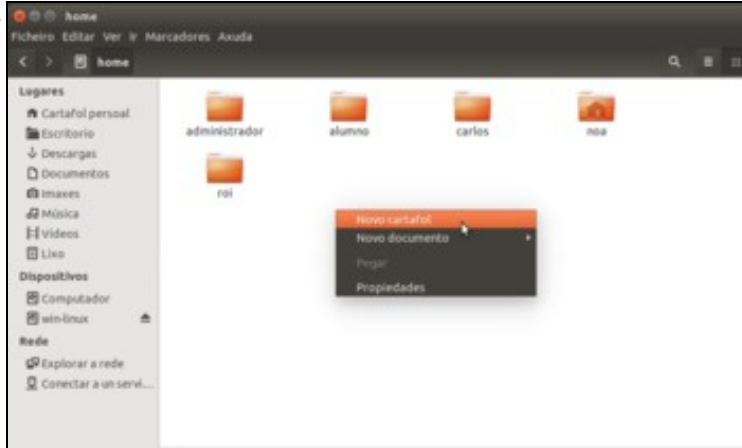 home
Ficheiro Editar Ver Ir Marcadores Axuda
home
Lugares
Cartafol persoal
Escritorio
Descargas
Documentos
Imaxes
Música
Vídeos
Lixo
Dispositivos
Computador
win-linux
Rede
Explorar a rede
Conectar a un servi...
administrador alumno carlos noa
roi
Novo cartafol
Novo documento
Pegar
Propiedades